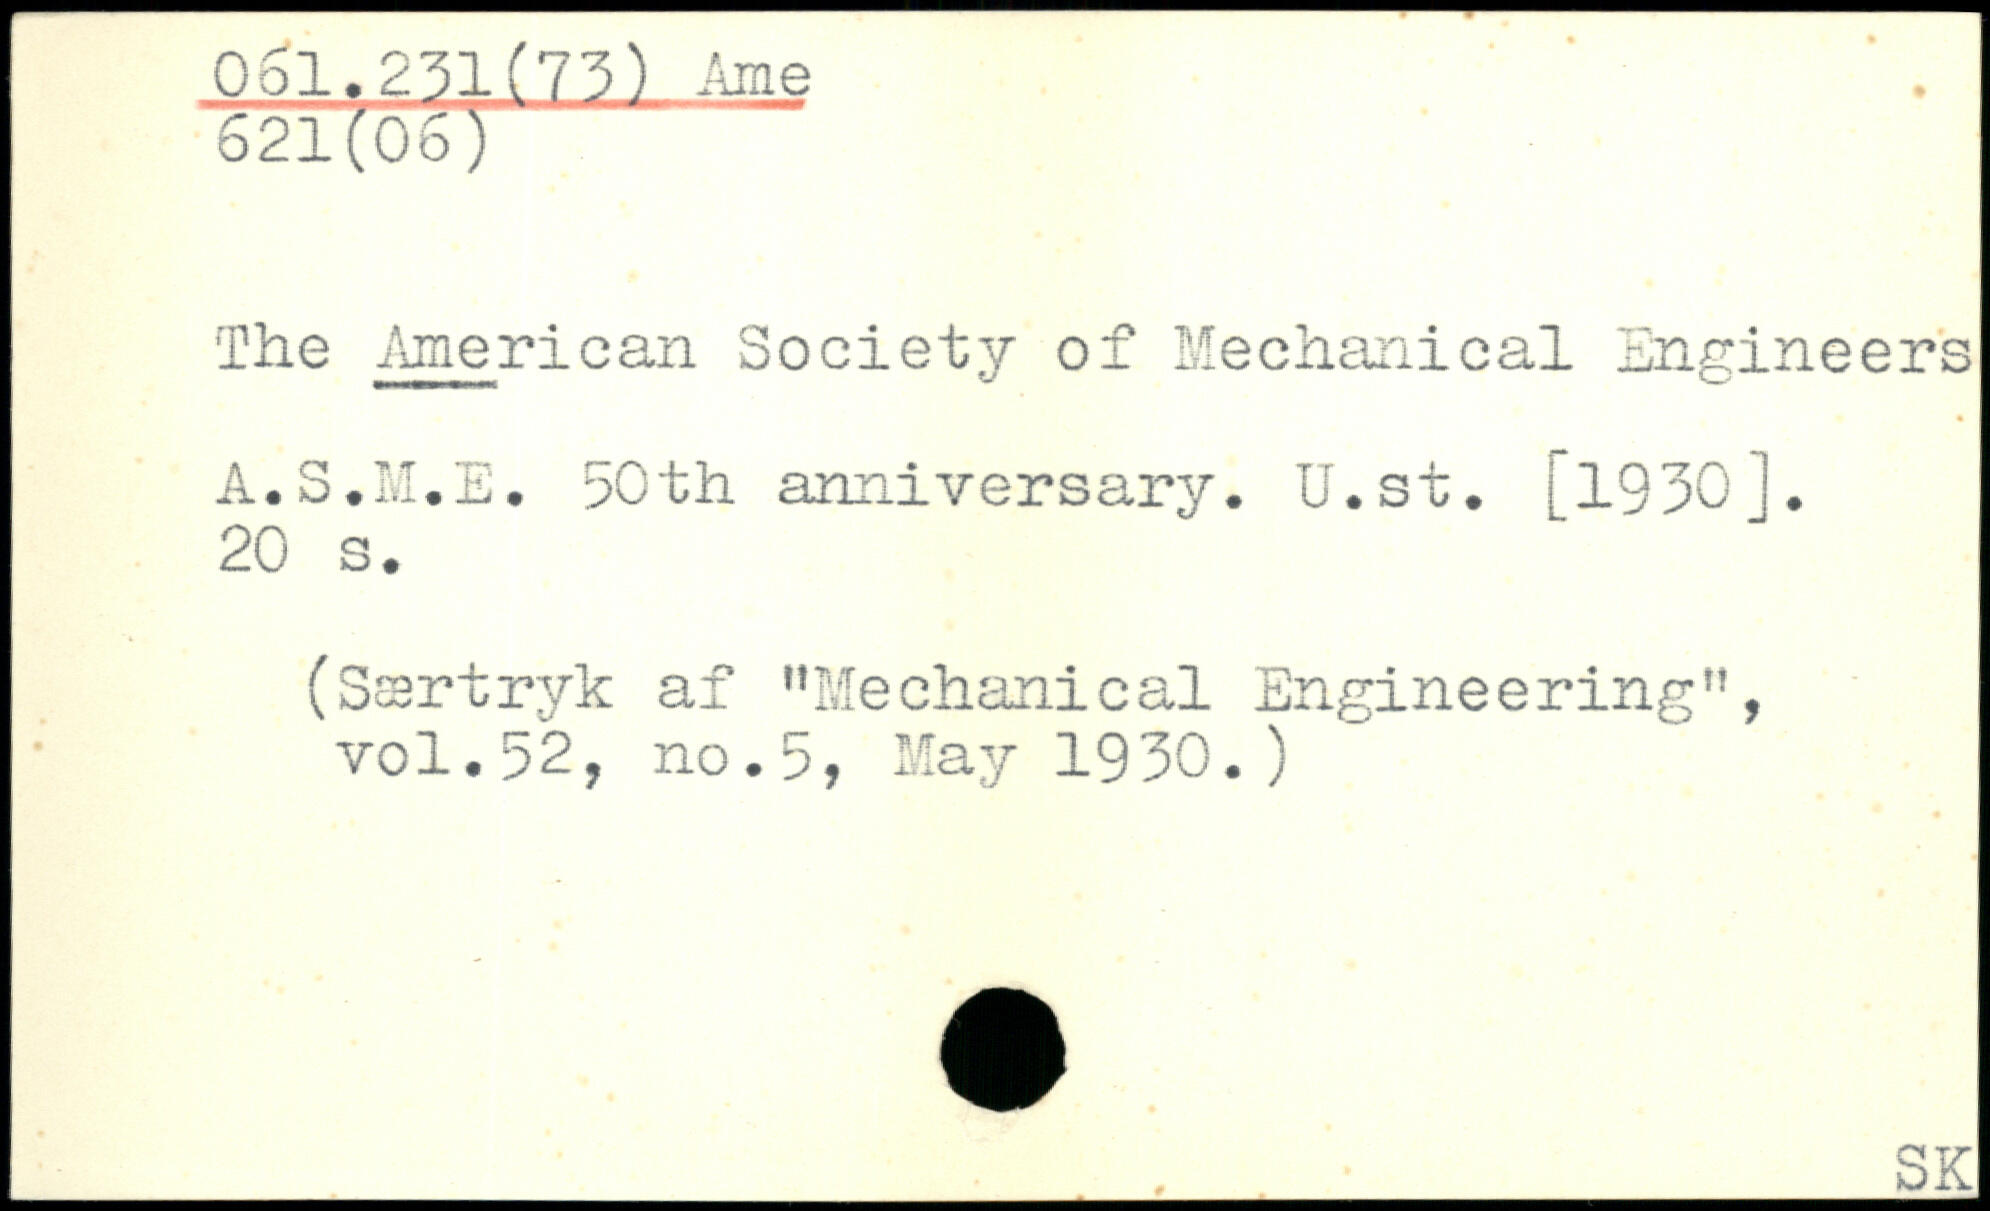 061.231(73) Ame
621(06)
The American Society of Mechanical Engineers
A.S.M.E. 50th anniversary. U.st. [1930].
20 s.
(Særtryk af "Mechanical Engineering",
vol.52, no.5, May 1930.)
SK